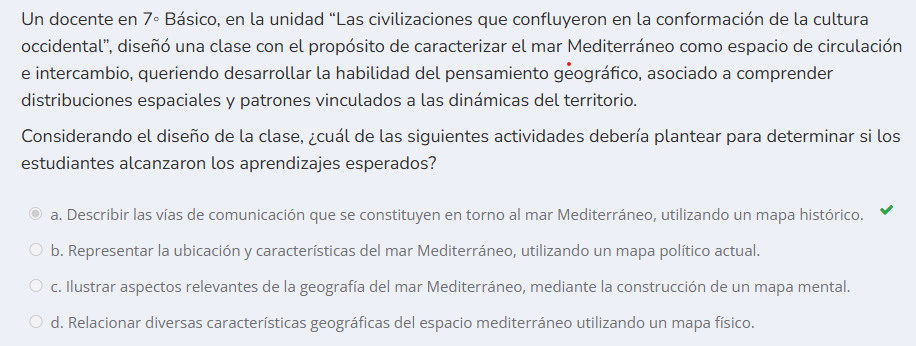 Un docente en 7° Básico, en la unidad “Las civilizaciones que confluyeron en la conformación de la cultura
occidental”, diseñó una clase con el propósito de caracterizar el mar Mediterráneo como espacio de circulación
e intercambio, queriendo desarrollar la habilidad del pensamiento geográfico, asociado a comprender
distribuciones espaciales y patrones vinculados a las dinámicas del territorio.
Considerando el diseño de la clase, ¿cuál de las siguientes actividades debería plantear para determinar si los
estudiantes alcanzaron los aprendizajes esperados?
a. Describir las vías de comunicación que se constituyen en torno al mar Mediterráneo, utilizando un mapa histórico.
b. Representar la ubicación y características del mar Mediterráneo, utilizando un mapa político actual.
c. Ilustrar aspectos relevantes de la geografía del mar Mediterráneo, mediante la construcción de un mapa mental.
d. Relacionar diversas características geográficas del espacio mediterráneo utilizando un mapa físico.